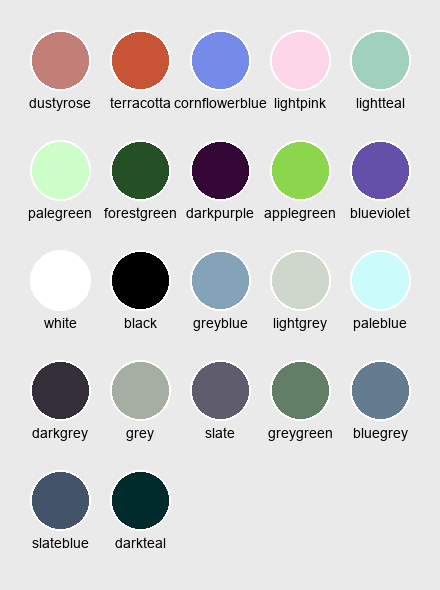 dustyrose terracotta cornflowerblue lightpink lightteal
palegreen forestgreen darkpurple applegreen blueviolet
white black greyblue lightgrey paleblue
darkgrey grey slate greygreen bluegrey
slateblue darkteal